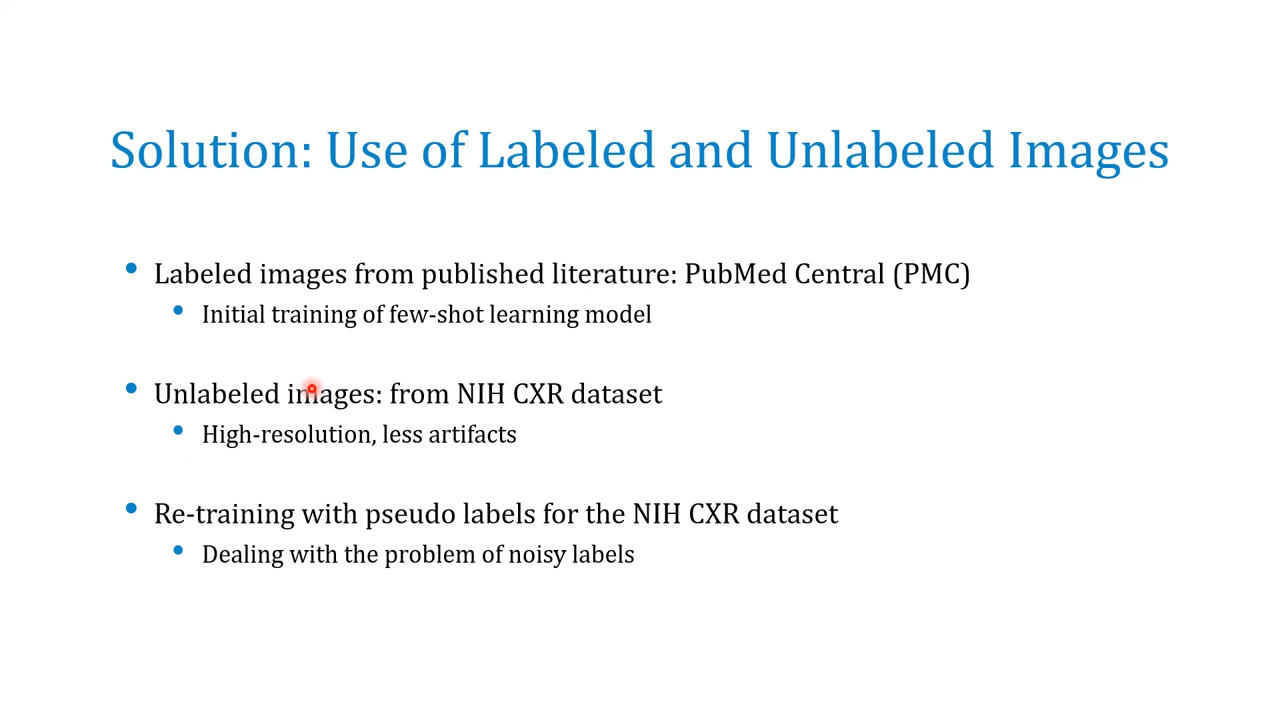 Solution: Use of Labeled and Unlabeled Images
• Labeled images from published literature: PubMed Central (PMC)
• Initial training of few-shot learning model
• Unlabeled images: from NIH CXR dataset
• High-resolution, less artifacts
• Re-training with pseudo labels for the NIH CXR dataset
• Dealing with the problem of noisy labels